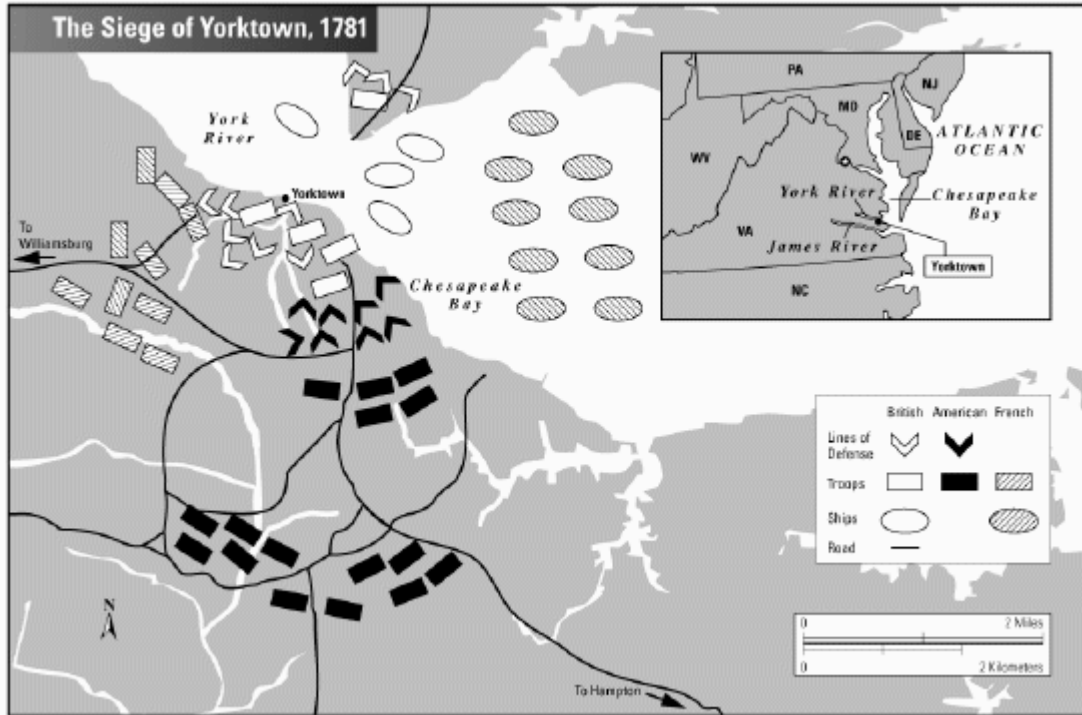 The Siege of Yorktown, 1781
York
River
Yorktown
To
Williamsburg
Chesapeake
Bay
To Hampton
N
PA
NJ
MD
DE
WV
VA
NC
ATLANTIC
OCEAN
York River
Chesapeake
Bay
James River
Yorktown
British American French
Lines of
Defense
Troops
Ships
Road
0 2 Miles
0 2 Kilometers